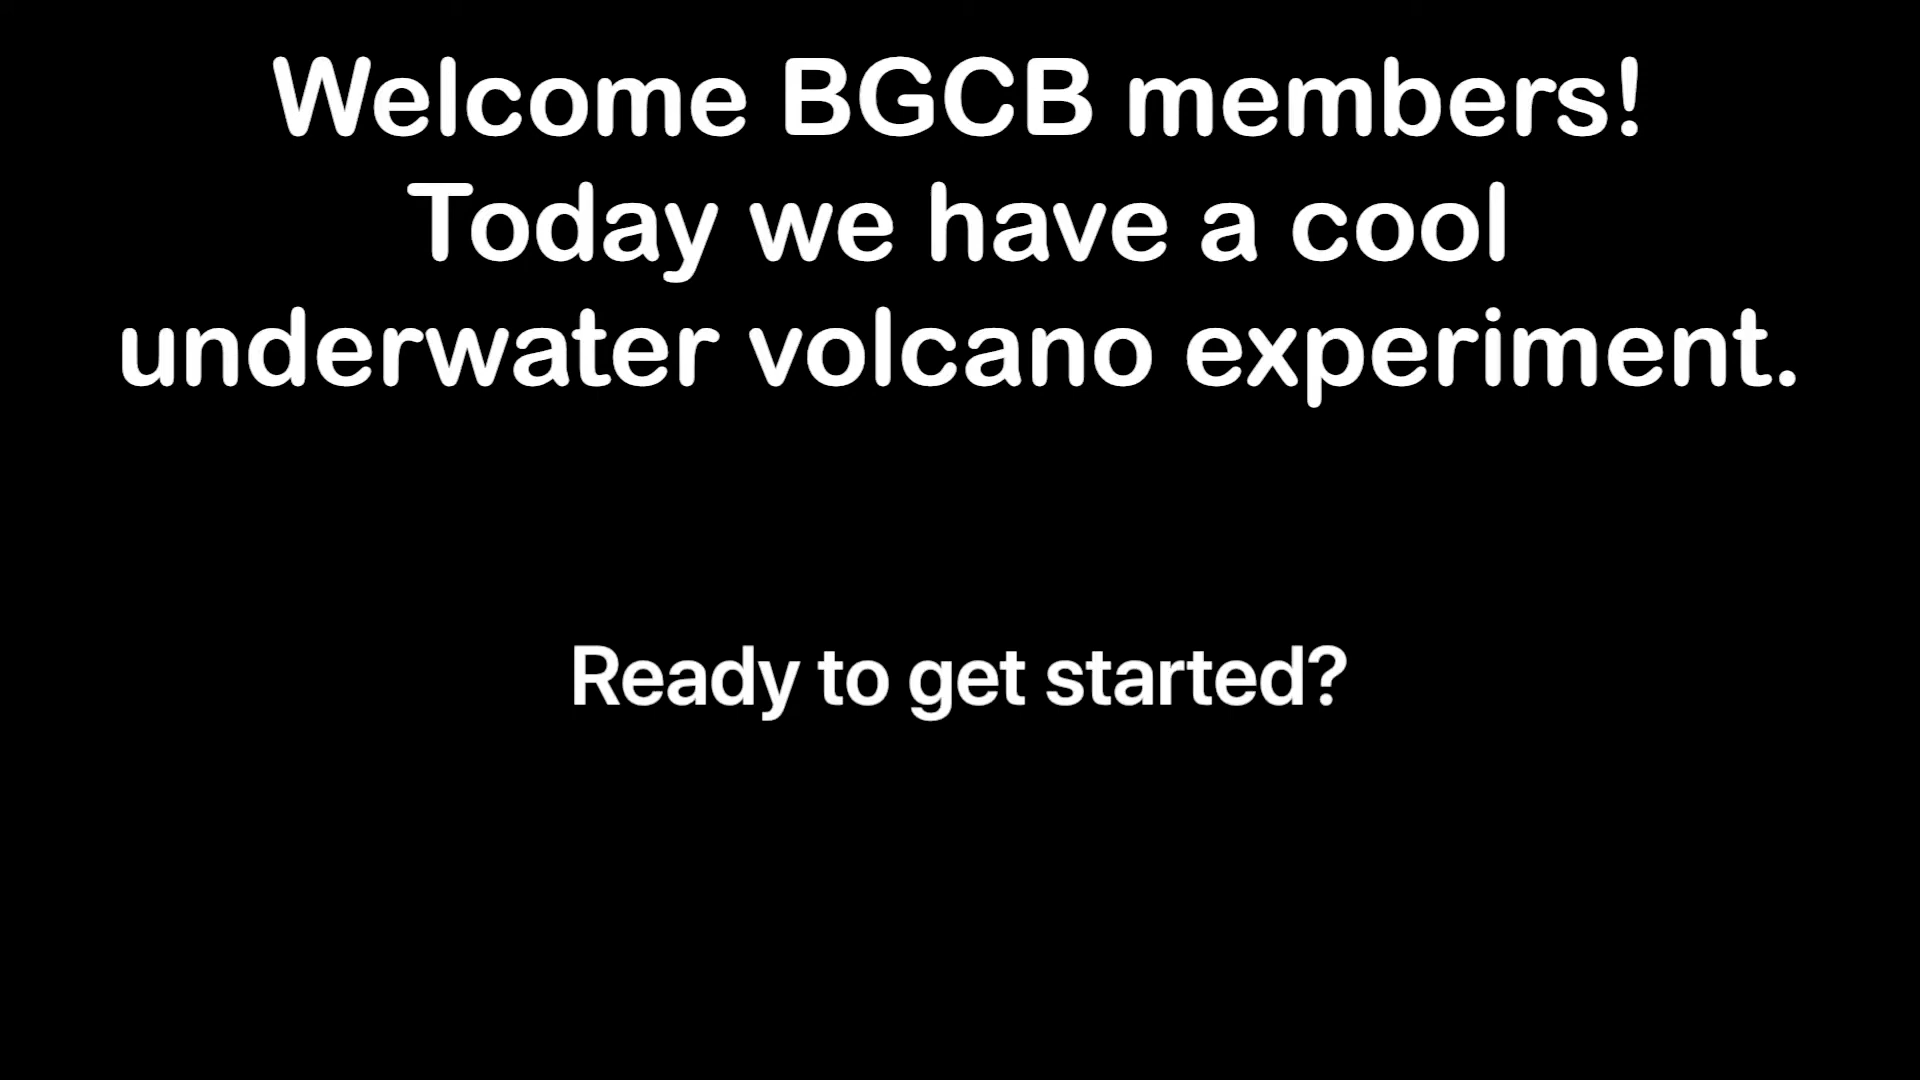 Welcome BGCB members!
Today we have a cool
underwater volcano experiment.
Ready to get started?